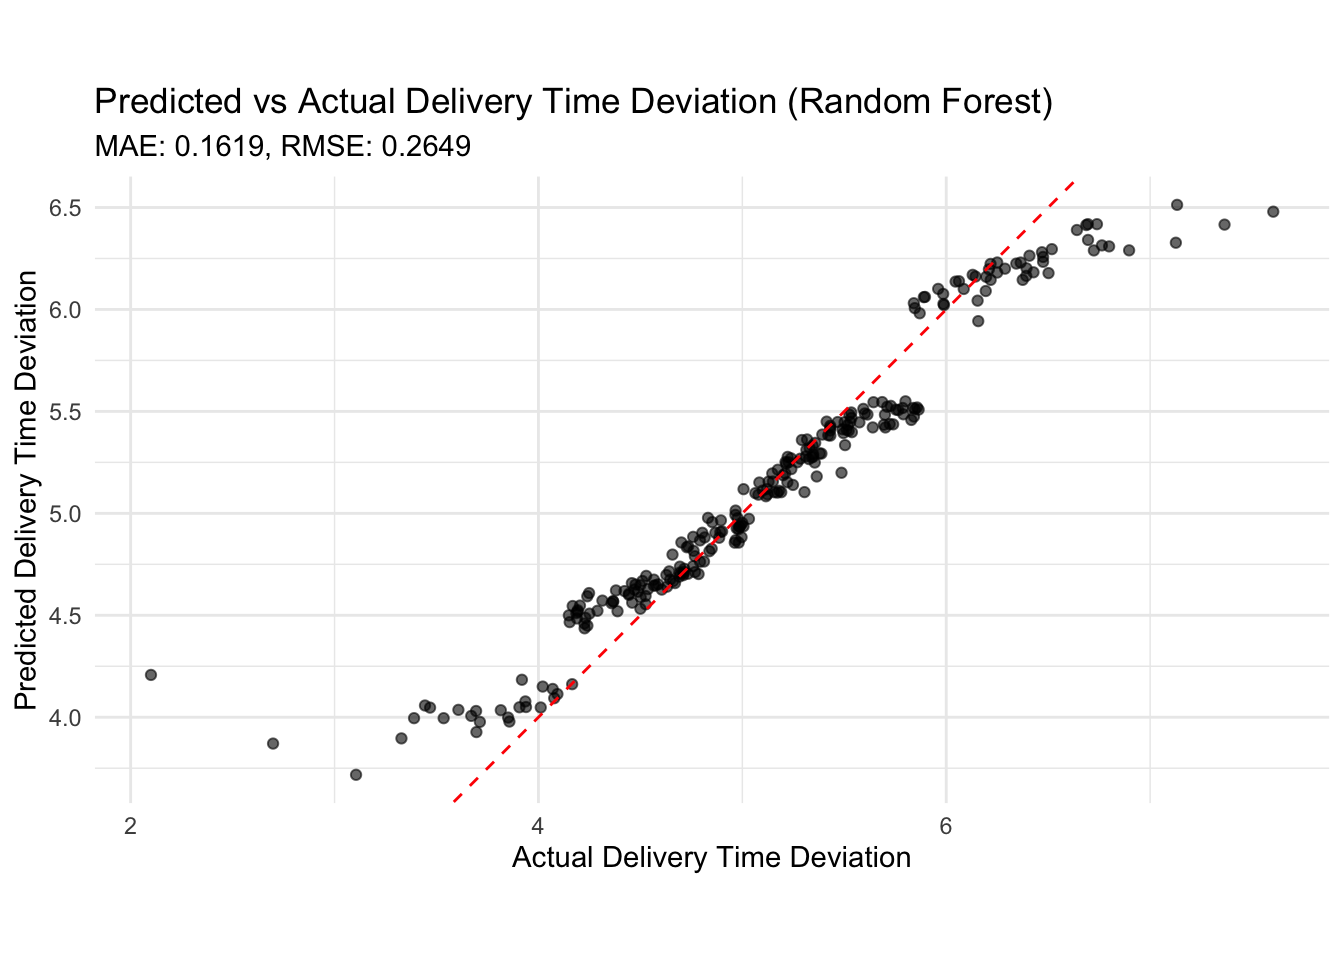 Predicted vs Actual Delivery Time Deviation (Random Forest)
MAE: 0.1619, RMSE: 0.2649
Predicted Delivery Time Deviation
6.5
6.0
5.5
5.0
4.5
4.0
2 4 6
Actual Delivery Time Deviation